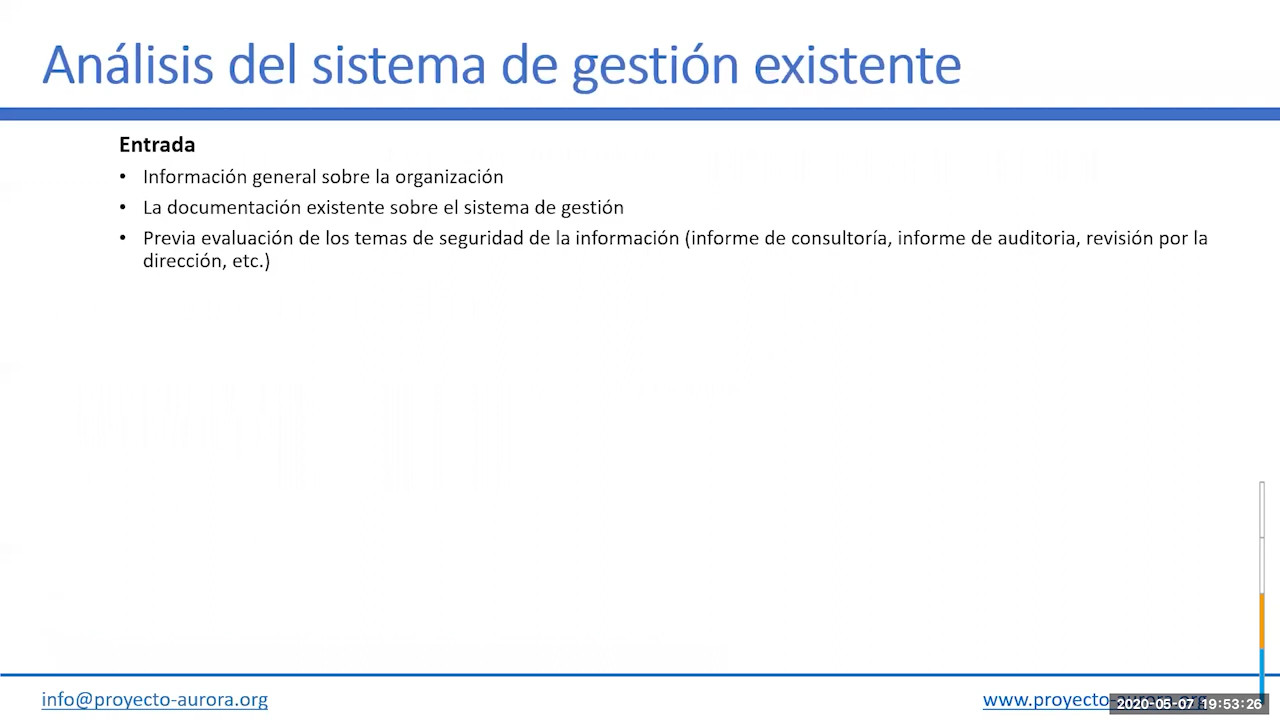 Análisis del sistema de gestión existente
Entrada
• Información general sobre la organización
• La documentación existente sobre el sistema de gestión
• Previa evaluación de los temas de seguridad de la información (informe de consultoría, informe de auditoria, revisión por la
dirección, etc.)
info@proyecto-aurora.org
www.proyecto-aurora.org
2020-05-07 19:53:26